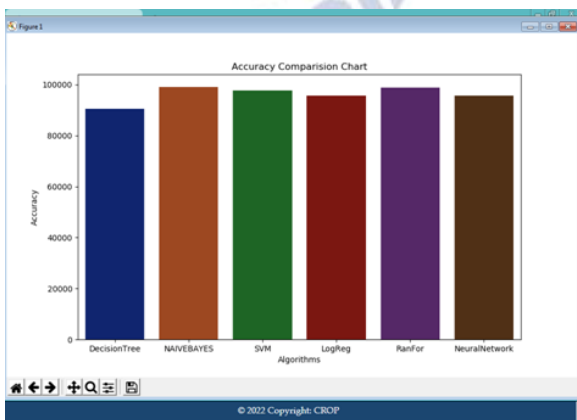 Figure 1
Accuracy Comparision Chart
100000
80000
60000
40000
20000
0
Accuracy
DecisionTree NAIVEBAYES SVM LogReg RanFor NeuralNetwork
Algorithms
© 2022 Copyright: CROP